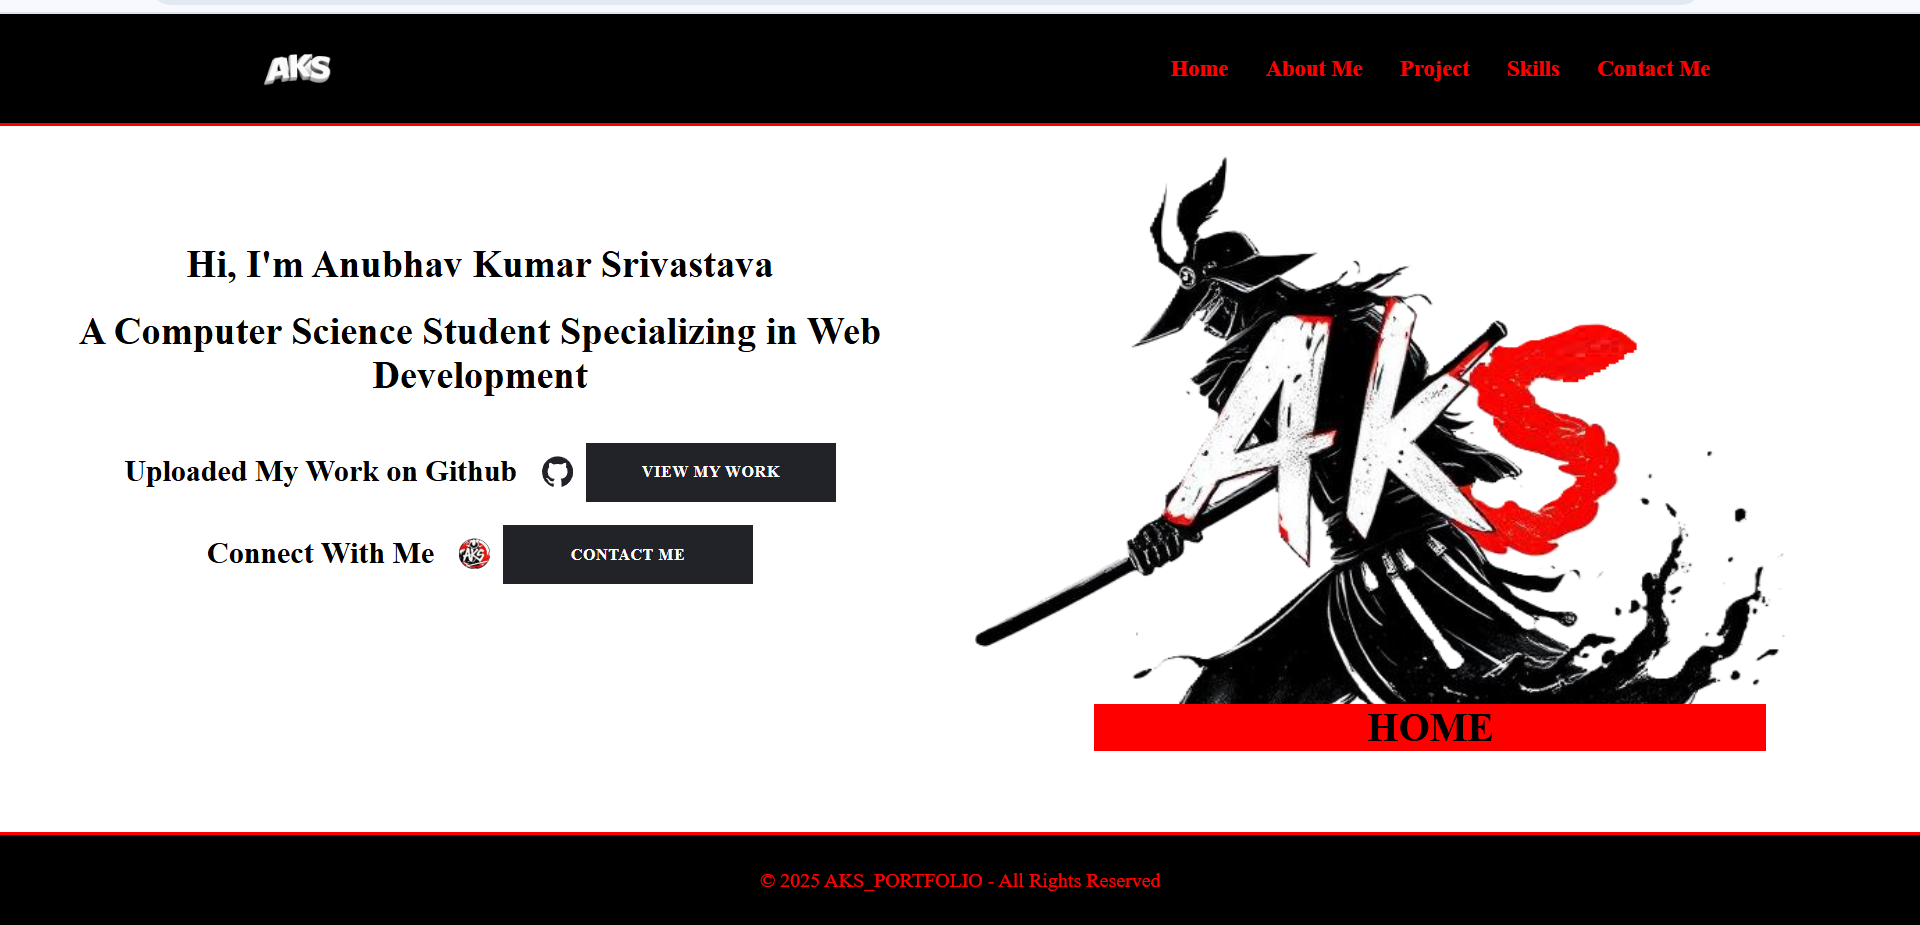 AKS
Home About Me Project Skills Contact Me
Hi, I'm Anubhav Kumar Srivastava
A Computer Science Student Specializing in Web
Development
Uploaded My Work on Github VIEW MY WORK
Connect With Me AKS CONTACT ME
AKS
HOME
© 2025 AKS_PORTFOLIO - All Rights Reserved